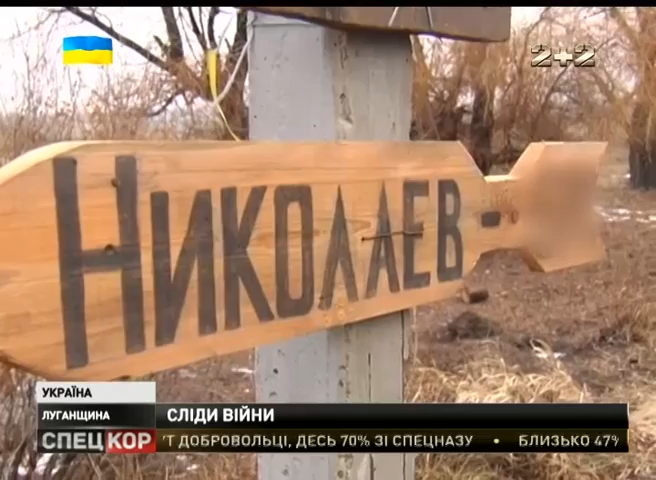 2+2
НИКОЛАЕВ
УКРАЇНА
ЛУГАНЩИНА
СЛІДИ ВІЙНИ
СПЕЦКОР
'Т ДОБРОВОЛЬЦІ, ДЕСЬ 70% ЗІ СПЕЦНАЗУ • БЛИЗЬКО 47%